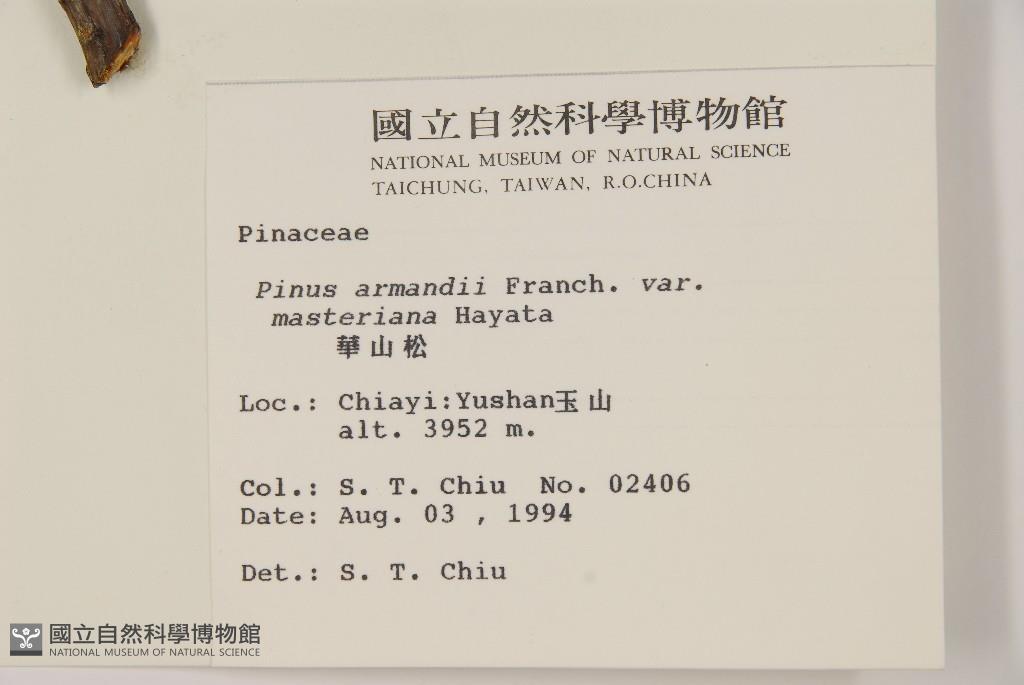 國立自然科學博物館
NATIONAL MUSEUM OF NATURAL SCIENCE
TAICHUNG, TAIWAN, R.O.CHINA
Pinaceae
Pinus armandii Franch. var.
masteriana Hayata
華山松
Loc.: Chiayi:Yushan玉山
alt. 3952 m.
Col.: S. T. Chiu No. 02406
Date: Aug. 03 , 1994
Det.: S. T. Chiu
國立自然科學博物館
NATIONAL MUSEUM OF NATURAL SCIENCE